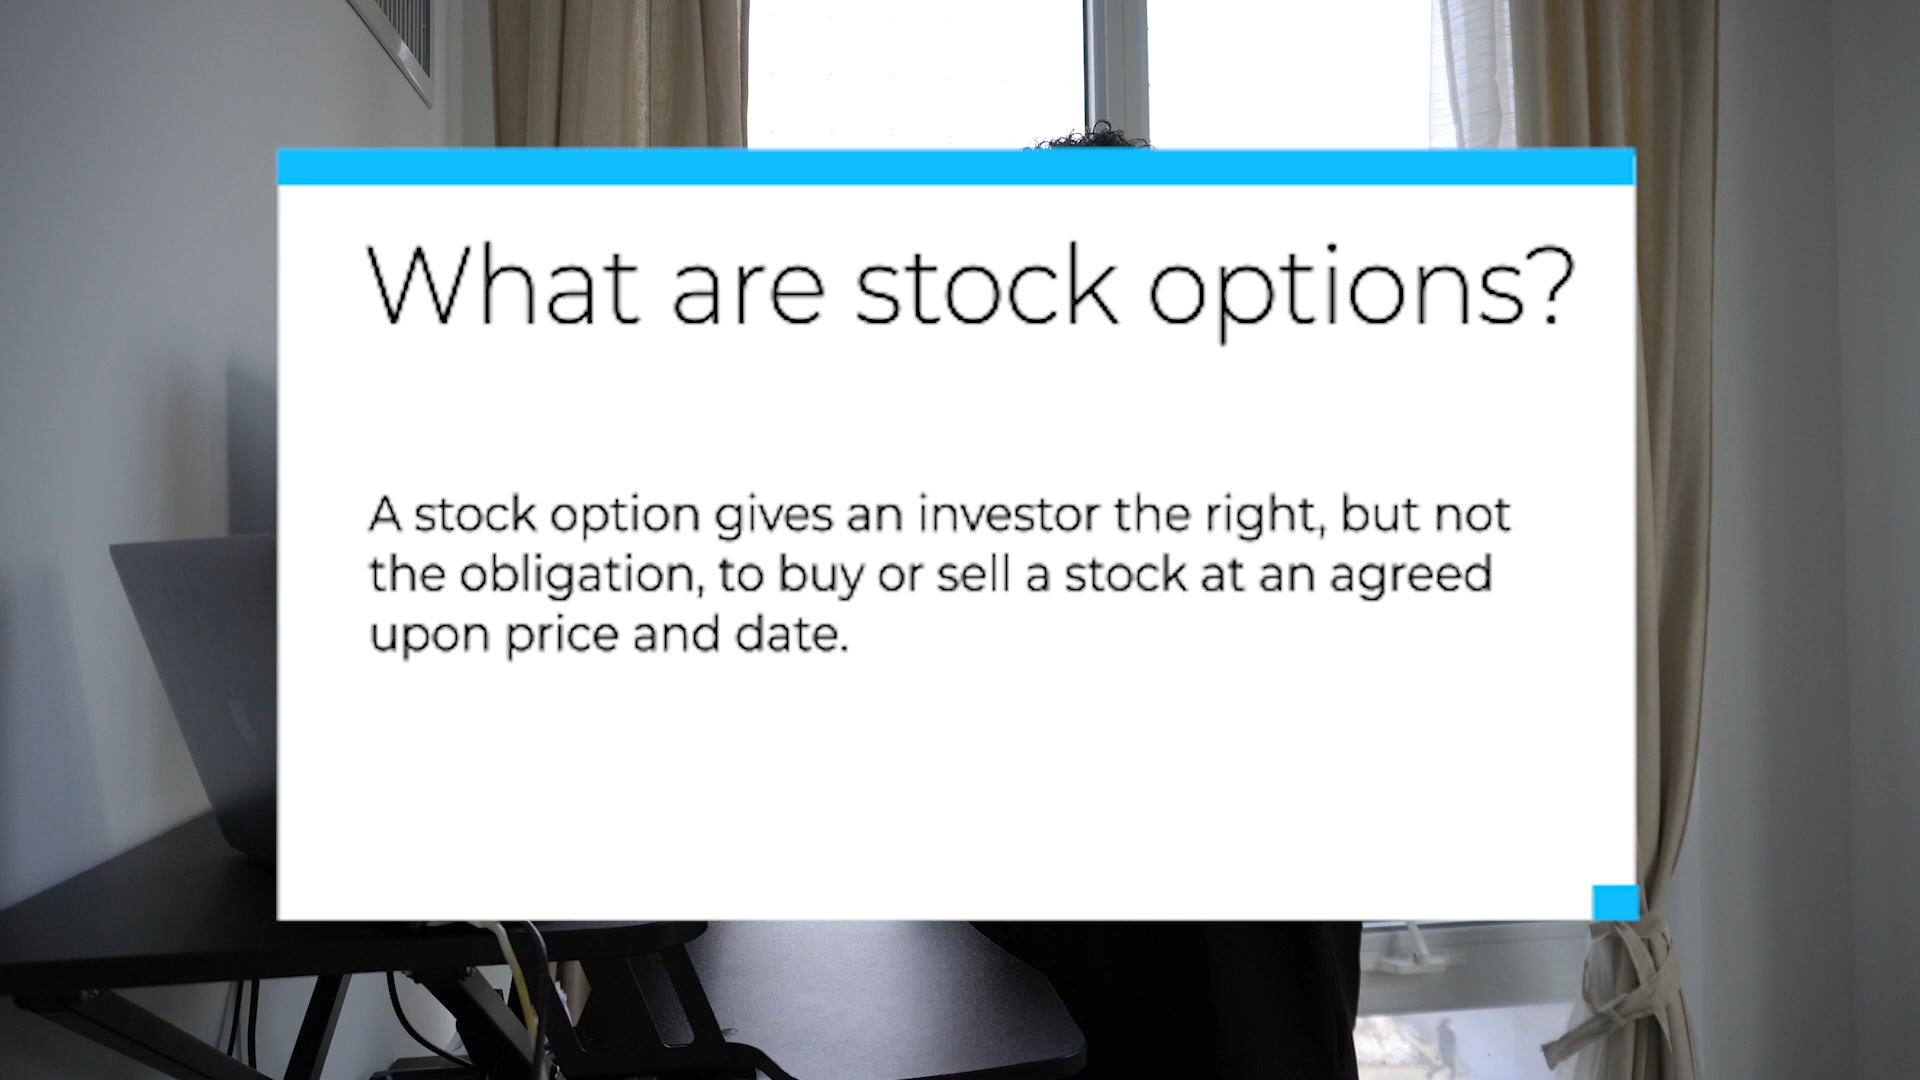 What are stock options?
A stock option gives an investor the right, but not
the obligation, to buy or sell a stock at an agreed
upon price and date.